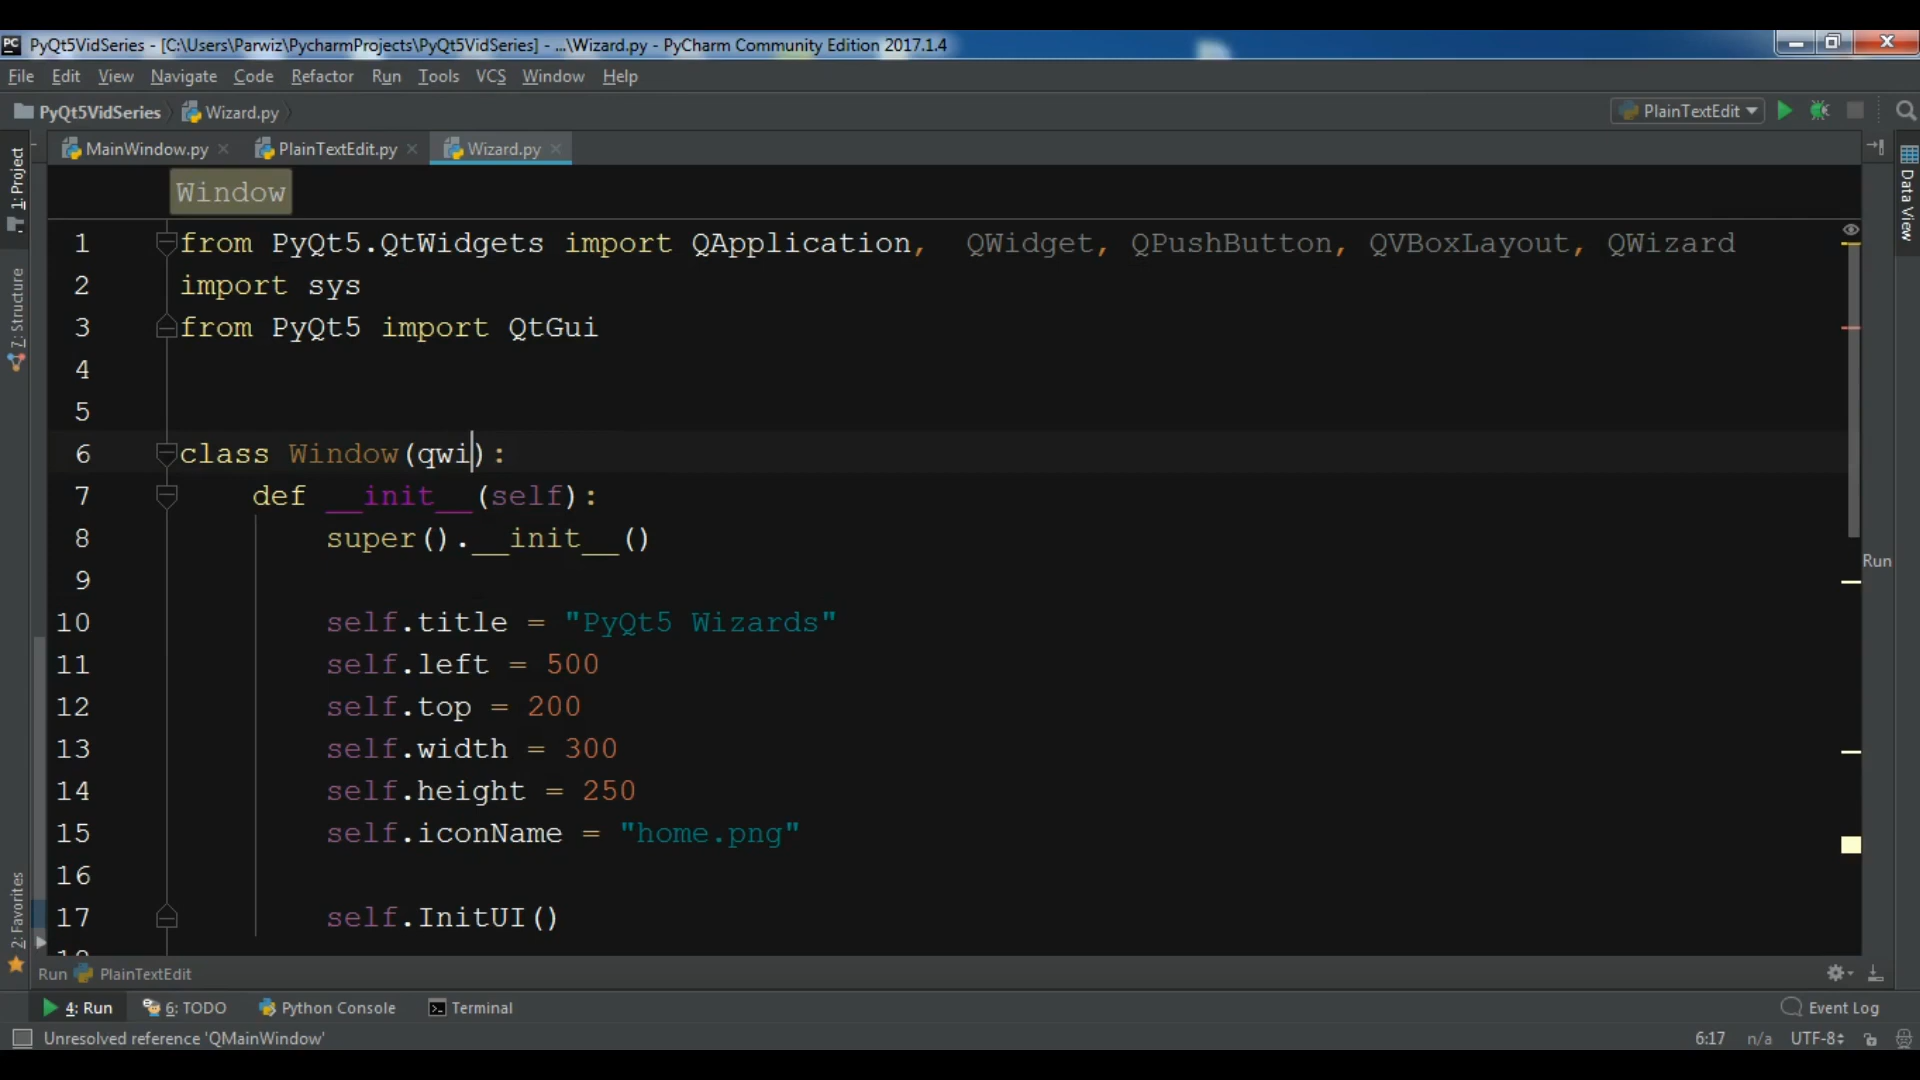 PyQt5VidSeries - [C:\Users\Parwiz\PycharmProjects\PyQt5VidSeries] - ...\Wizard.py - PyCharm Community Edition 2017.1.4
File Edit View Navigate Code Refactor Run Tools VCS Window Help
PyQt5VidSeries Wizard.py PlainTextEdit
MainWindow.py PlainTextEdit.py Wizard.py
Window
1 from PyQt5.QtWidgets import QApplication, QWidget, QPushButton, QVBoxLayout, QWizard
2 import sys
3 from PyQt5 import QtGui
4
5
6 class Window(qwi):
7 def __init__(self):
8 super().__init__()
9
10 self.title = "PyQt5 Wizards"
11 self.left = 500
12 self.top = 200
13 self.width = 300
14 self.height = 250
15 self.iconName = "home.png"
16
17 self.InitUI()
1: Project
7: Structure
2: Favorites
Data View
Run
Run PlainTextEdit
4: Run 6: TODO Python Console Terminal Event Log
Unresolved reference 'QMainWindow' 6:17 n/a UTF-8